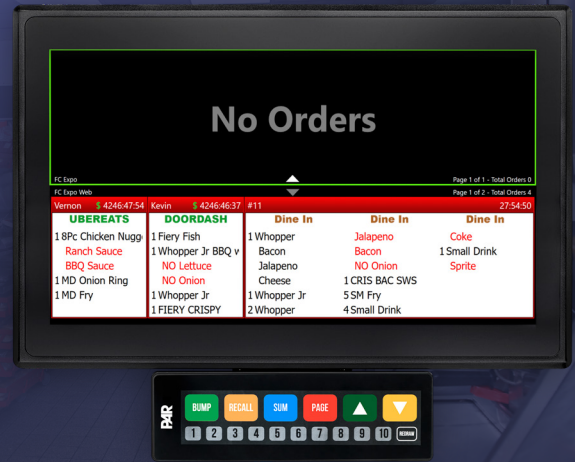 No Orders
FC Expo
Page 1 of 1 - Total Orders 0
FC Expo Web
Page 1 of 2 - Total Orders 4
Vernon $ 4246:47:54
UBEREATS
1 8Pc Chicken Nugg
Ranch Sauce
BBQ Sauce
1 MD Onion Ring
1 MD Fry
Kevin $ 4246:46:37
DOORDASH
1 Fiery Fish
1 Whopper Jr BBQ
NO Lettuce
NO Onion
1 Whopper Jr
1 FIERY CRISPY
#11 27:54:50
Dine In
1 Whopper
Bacon
Jalapeno
Cheese
1 Whopper Jr
2 Whopper
Dine In
Jalapeno
Bacon
NO Onion
1 CRIS BAC SWS
5 SM Fry
4 Small Drink
Dine In
Coke
1 Small Drink
Sprite
PAR
BUMP RECALL SUM PAGE
1 2 3 4 5 6 7 8 9 10 REDRAW